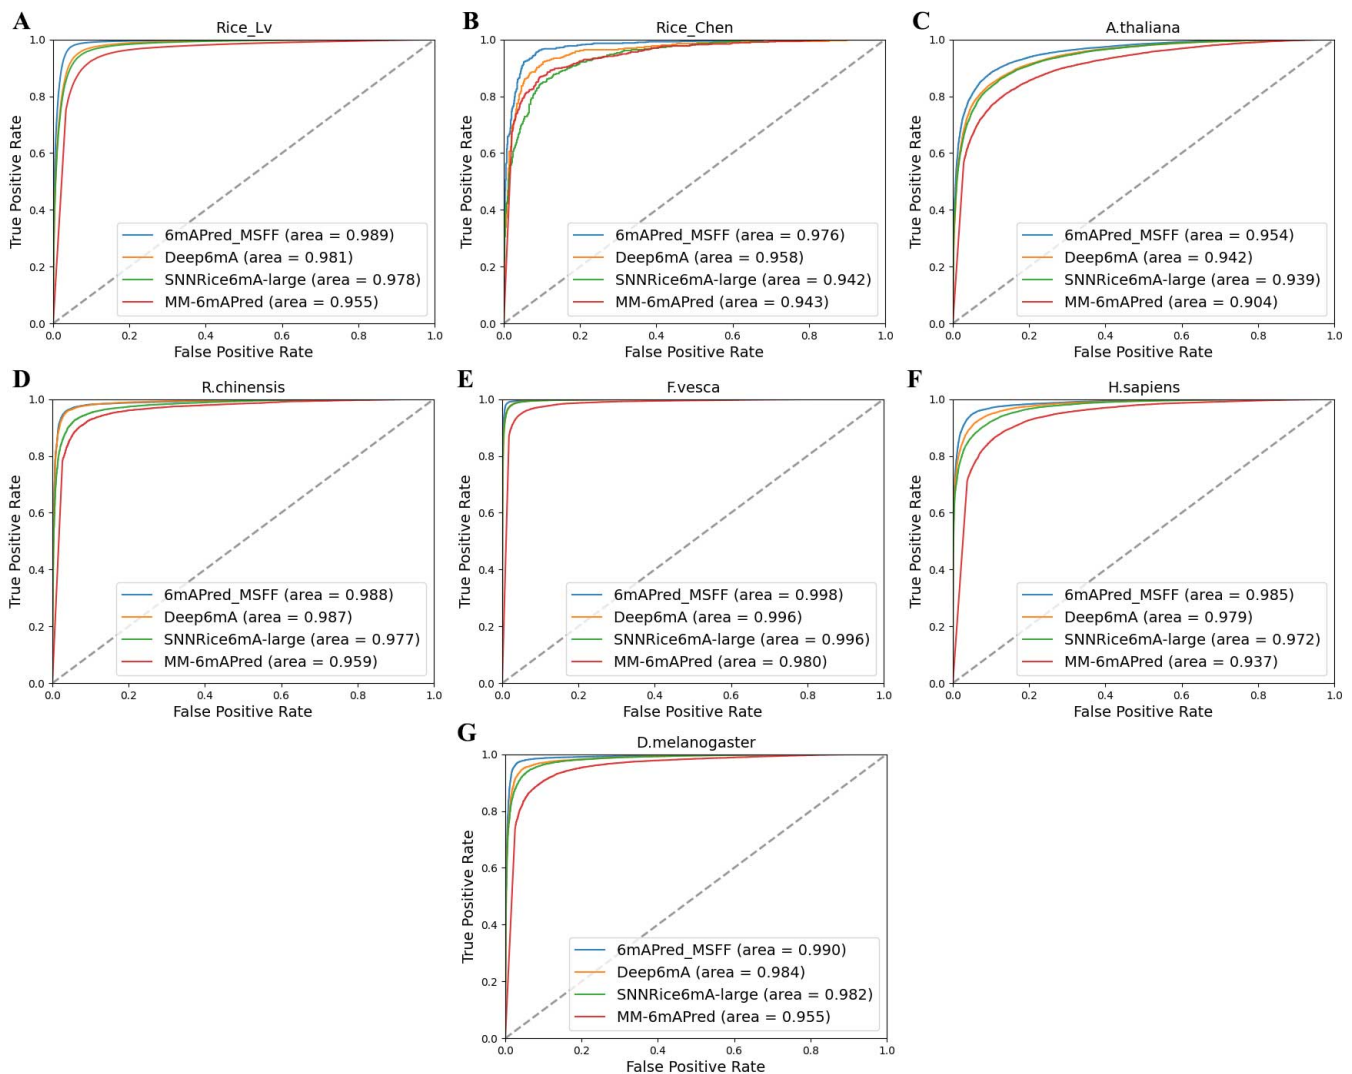 A
Rice_Lv
1.0
0.8
0.6
0.4
0.2
0.0
True Positive Rate
6mAPred_MSFF (area = 0.989)
Deep6mA (area = 0.981)
SNNRice6mA-large (area = 0.978)
MM-6mAPred (area = 0.955)
0.0 0.2 0.4 0.6 0.8 1.0
False Positive Rate
B
Rice_Chen
1.0
0.8
0.6
0.4
0.2
0.0
True Positive Rate
6mAPred_MSFF (area = 0.976)
Deep6mA (area = 0.958)
SNNRice6mA-large (area = 0.942)
MM-6mAPred (area = 0.943)
0.0 0.2 0.4 0.6 0.8 1.0
False Positive Rate
C
A.thaliana
1.0
0.8
0.6
0.4
0.2
0.0
True Positive Rate
6mAPred_MSFF (area = 0.954)
Deep6mA (area = 0.942)
SNNRice6mA-large (area = 0.939)
MM-6mAPred (area = 0.904)
0.0 0.2 0.4 0.6 0.8 1.0
False Positive Rate
D
R.chinensis
1.0
0.8
0.6
0.4
0.2
0.0
True Positive Rate
6mAPred_MSFF (area = 0.988)
Deep6mA (area = 0.987)
SNNRice6mA-large (area = 0.977)
MM-6mAPred (area = 0.959)
0.0 0.2 0.4 0.6 0.8 1.0
False Positive Rate
E
F.vesca
1.0
0.8
0.6
0.4
0.2
0.0
True Positive Rate
6mAPred_MSFF (area = 0.998)
Deep6mA (area = 0.996)
SNNRice6mA-large (area = 0.996)
MM-6mAPred (area = 0.980)
0.0 0.2 0.4 0.6 0.8 1.0
False Positive Rate
F
H.sapiens
1.0
0.8
0.6
0.4
0.2
0.0
True Positive Rate
6mAPred_MSFF (area = 0.985)
Deep6mA (area = 0.979)
SNNRice6mA-large (area = 0.972)
MM-6mAPred (area = 0.937)
0.0 0.2 0.4 0.6 0.8 1.0
False Positive Rate
G
D.melanogaster
1.0
0.8
0.6
0.4
0.2
0.0
True Positive Rate
6mAPred_MSFF (area = 0.990)
Deep6mA (area = 0.984)
SNNRice6mA-large (area = 0.982)
MM-6mAPred (area = 0.955)
0.0 0.2 0.4 0.6 0.8 1.0
False Positive Rate